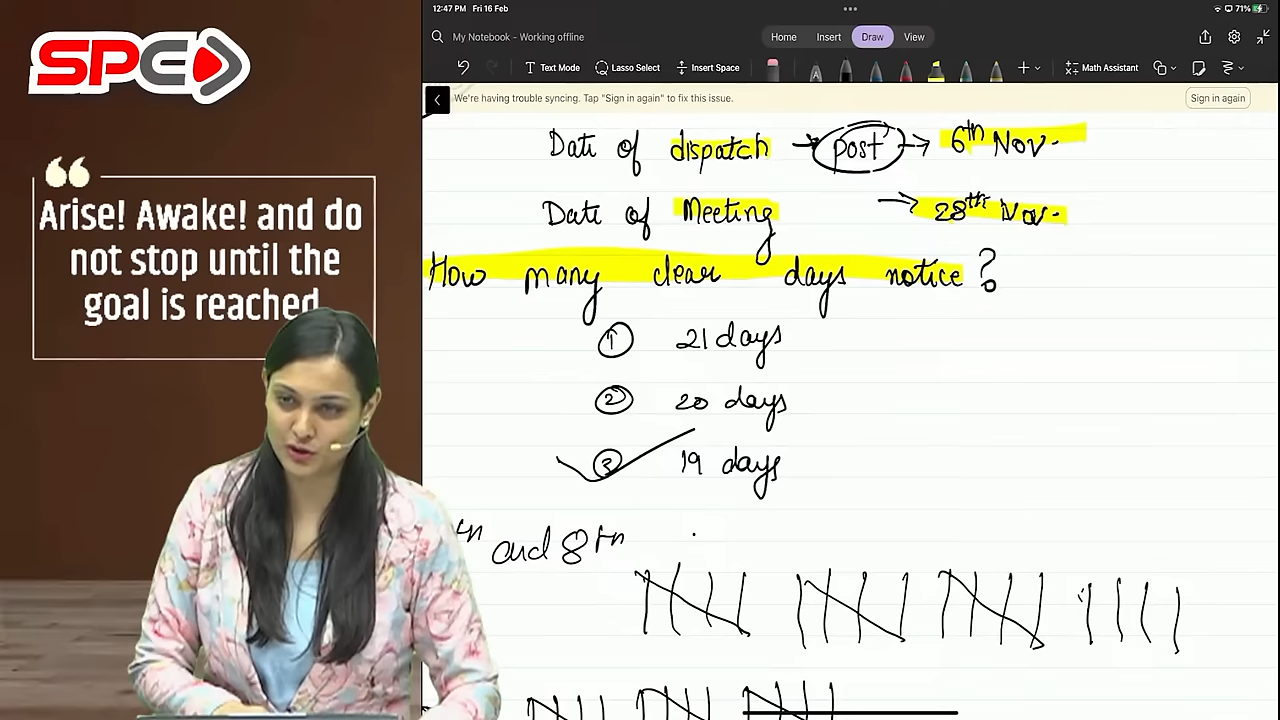 SPC
12:47 PM Fri 16 Feb
71%
My Notebook - Working offline
Home Insert Draw View
Text Mode Lasso Select Insert Space Math Assistant
We're having trouble syncing. Tap "Sign in again" to fix this issue.
Sign in again
“
Arise! Awake! and do
not stop until the
goal is reached
Date of dispatch → post → 6th Nov.
Date of Meeting → 28th Nov.
How many clear days notice ?
① 21 days
② 20 days
③ 19 days
and 8th